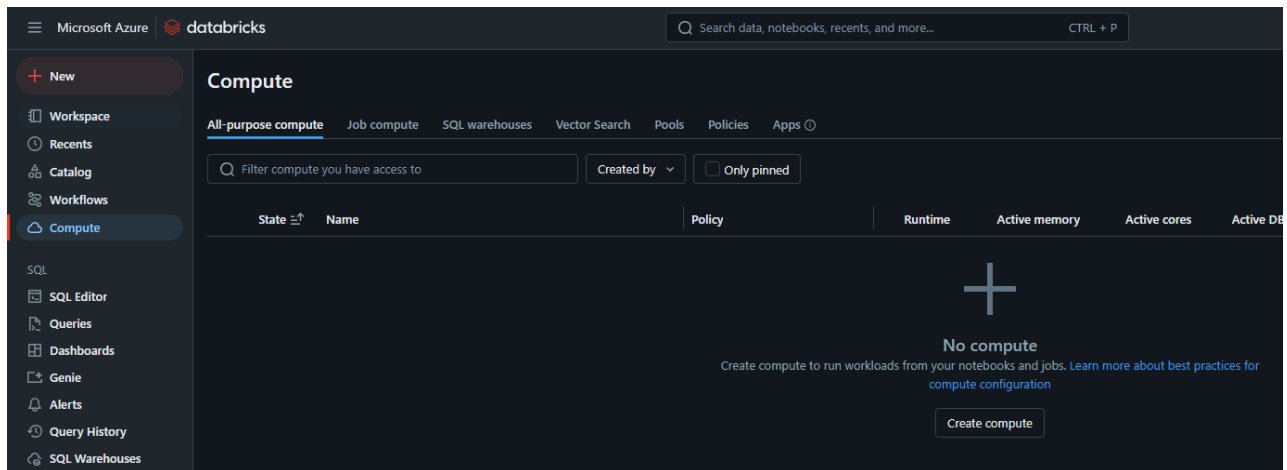 Microsoft Azure databricks
Search data, notebooks, recents, and more... CTRL + P
New
Workspace
Recents
Catalog
Workflows
Compute
SQL
SQL Editor
Queries
Dashboards
Genie
Alerts
Query History
SQL Warehouses
Compute
All-purpose compute Job compute SQL warehouses Vector Search Pools Policies Apps
Filter compute you have access to Created by Only pinned
State Name Policy Runtime Active memory Active cores Active DB
No compute
Create compute to run workloads from your notebooks and jobs. Learn more about best practices for
compute configuration
Create compute